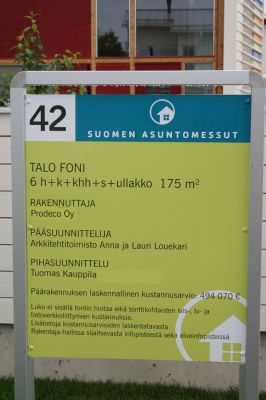 42
SUOMEN ASUNTOMESSUT
TALO FONI
6 h+k+khh+s+ullakko 175 m²
RAKENNUTTAJA
Prodeco Oy
PÄÄSUUNNITTELIJA
Arkkitehtitoimisto Anna ja Lauri Louekari
PIHASUUNNITTELU
Tuomas Kauppila
Päärakennuksen laskennallinen kustannusarvio: 494 070 €
Luku ei sisällä tontin hintaa eikä tonttikohtaisten lvis-, tv- ja
tietoverkkoliittymien kustannuksia.
Lisätietoja kustannusarvioiden laskentatavasta
Rakentaja-hallissa sijaitsevasta infopisteestä sekä alueinfopisteissä.